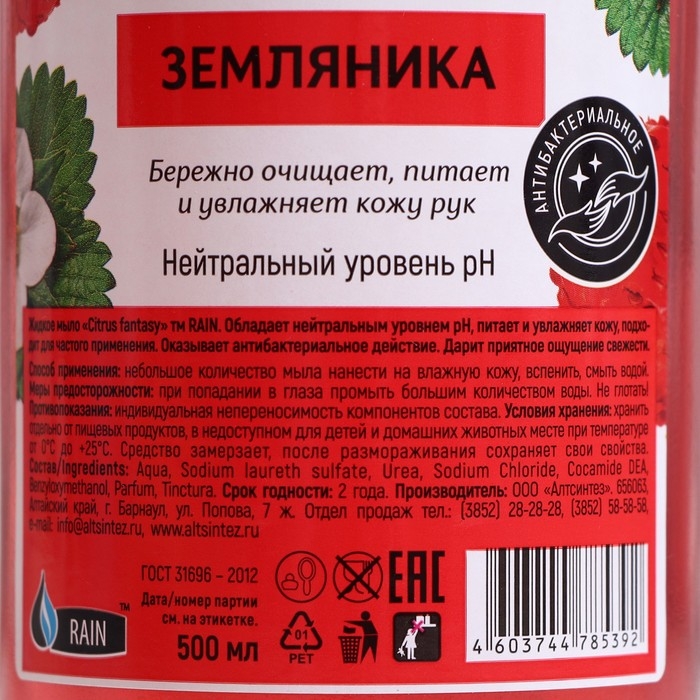 ЗЕМЛЯНИКА
АНТИБАКТЕРИАЛЬНОЕ
Бережно очищает, питает
и увлажняет кожу рук
Нейтральный уровень pH
Жидкое мыло «Citrus fantasy» тм RAIN. Обладает нейтральным уровнем pH, питает и увлажняет кожу, подхо-
дит для частого применения. Оказывает антибактериальное действие. Дарит приятное ощущение свежести.
Способ применения: небольшое количество мыла нанести на влажную кожу, вспенить, смыть водой.
Меры предосторожности: при попадании в глаза промыть большим количеством воды. Не глотать!
Противопоказания: индивидуальная непереносимость компонентов состава. Условия хранения: хранить
отдельно от пищевых продуктов, в недоступном для детей и домашних животных месте при температуре
от 0°С до +25°С. Средство замерзает, после размораживания сохраняет свои свойства.
Состав/Ingredients: Aqua, Sodium laureth sulfate, Urea, Sodium Chloride, Cocamide DEA,
Benzyloxymethanol, Parfum, Tinctura. Срок годности: 2 года. Производитель: ООО «Алтсинтез». 656063,
Алтайский край, г. Барнаул, ул. Попова, 7 ж. Отдел продаж тел.: (3852) 28-28-28, (3852) 58-58-58,
e-mail: info@altsintez.ru, www.altsintez.ru
ГОСТ 31696 – 2012
Дата/номер партии
см. на этикетке.
500 мл
RAIN
™
01
PET
EAC
4 603744 785392